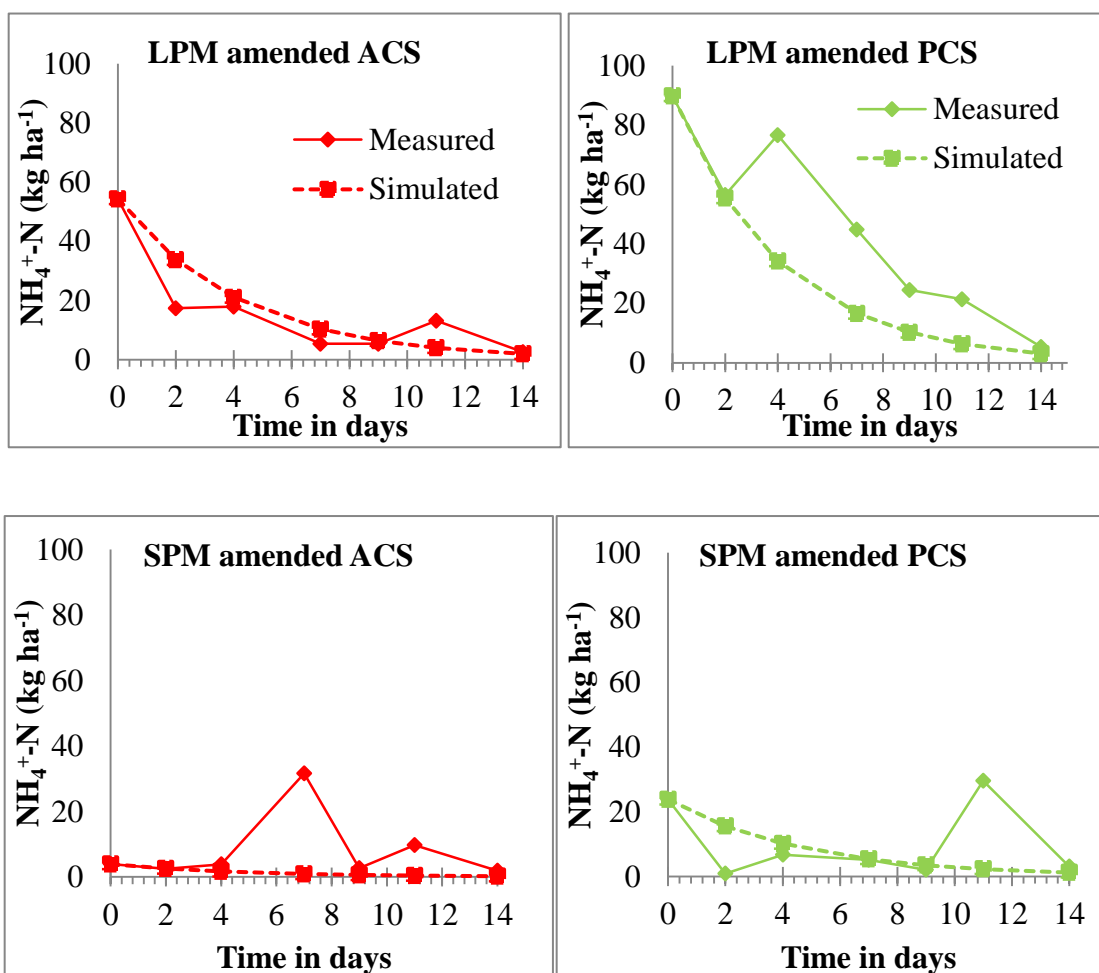 LPM amended ACS
NH₄⁺-N (kg ha⁻¹)
100
80
60
40
20
0
Measured
Simulated
0 2 4 6 8 10 12 14
Time in days
LPM amended PCS
NH₄⁺-N (kg ha⁻¹)
100
80
60
40
20
0
Measured
Simulated
0 2 4 6 8 10 12 14
Time in days
SPM amended ACS
NH₄⁺-N (kg ha⁻¹)
100
80
60
40
20
0
0 2 4 6 8 10 12 14
Time in days
SPM amended PCS
NH₄⁺-N (kg ha⁻¹)
100
80
60
40
20
0
0 2 4 6 8 10 12 14
Time in days